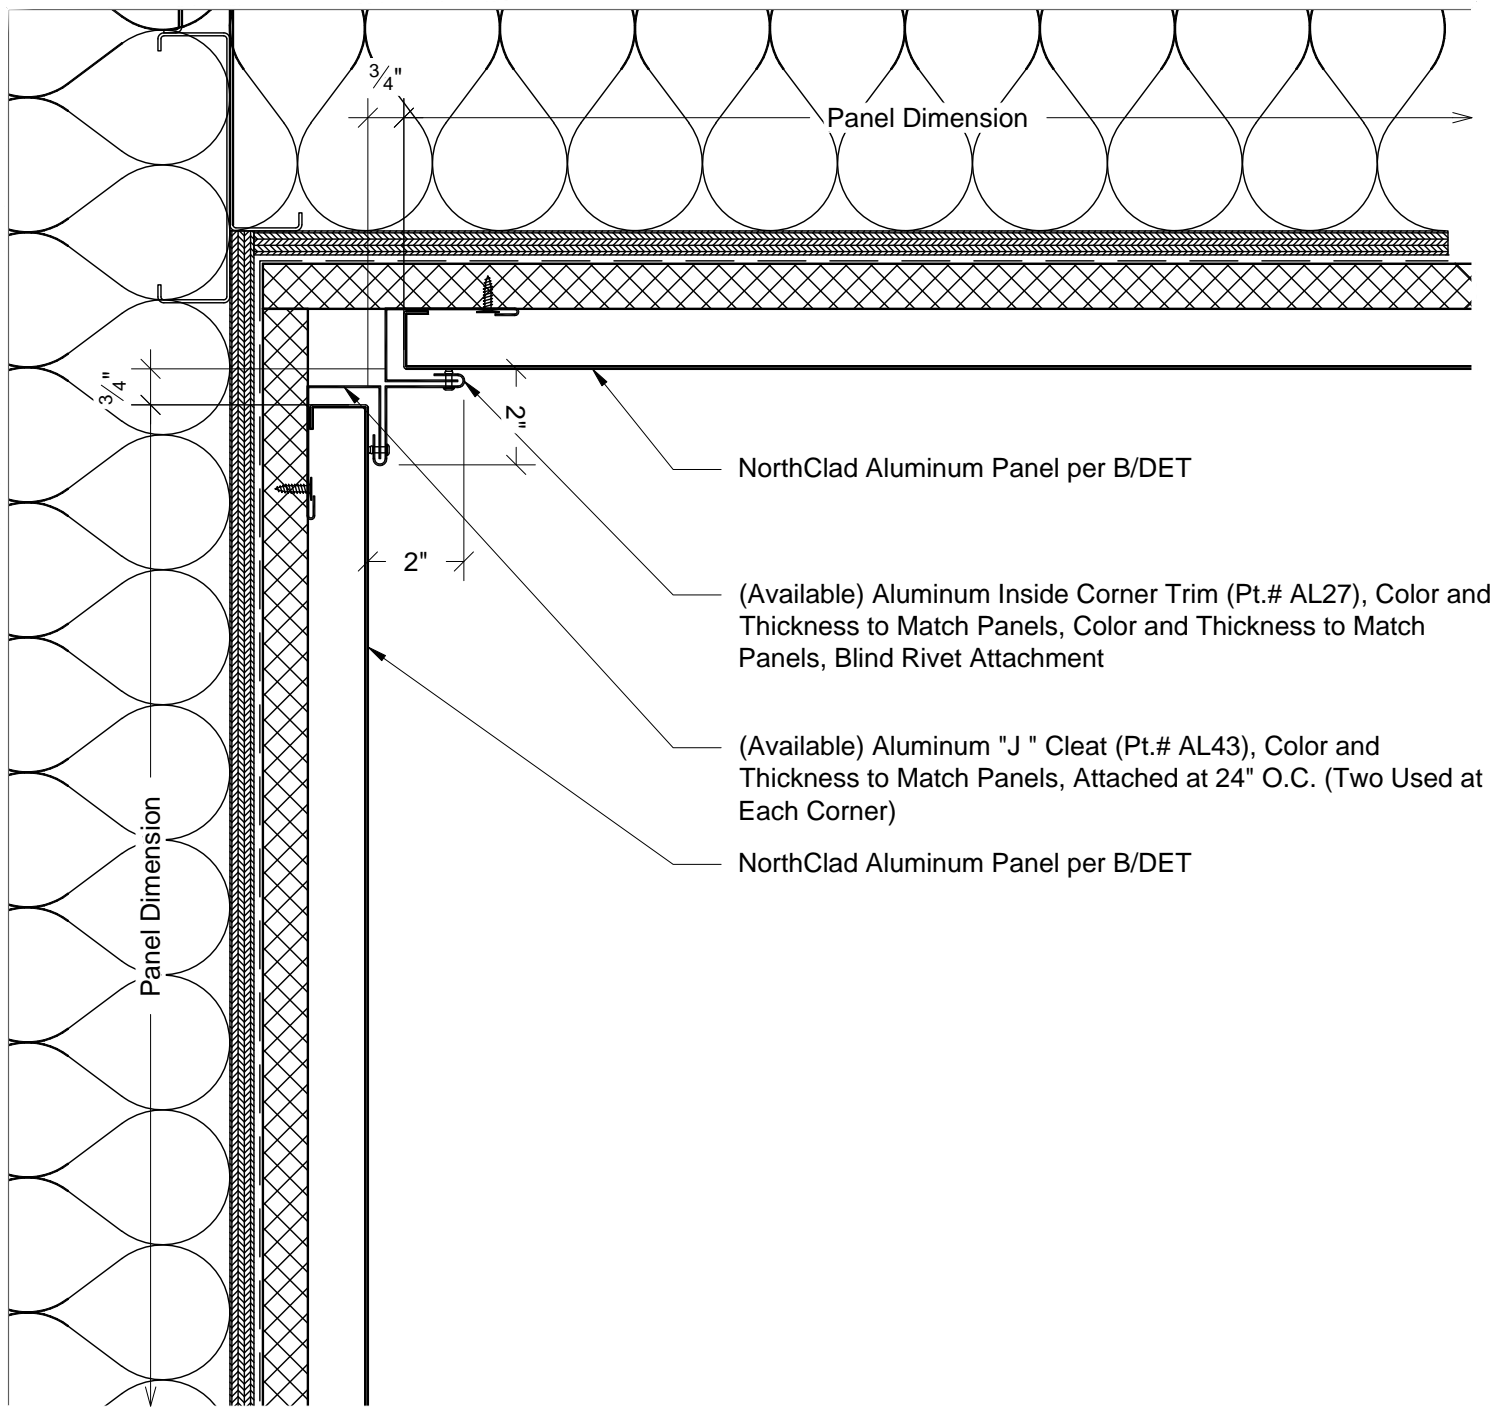 3/4"
Panel Dimension
3/4"
2"
NorthClad Aluminum Panel per B/DET
2"
(Available) Aluminum Inside Corner Trim (Pt.# AL27), Color and
Thickness to Match Panels, Color and Thickness to Match
Panels, Blind Rivet Attachment
(Available) Aluminum "J " Cleat (Pt.# AL43), Color and
Thickness to Match Panels, Attached at 24" O.C. (Two Used at
Each Corner)
Panel Dimension
NorthClad Aluminum Panel per B/DET